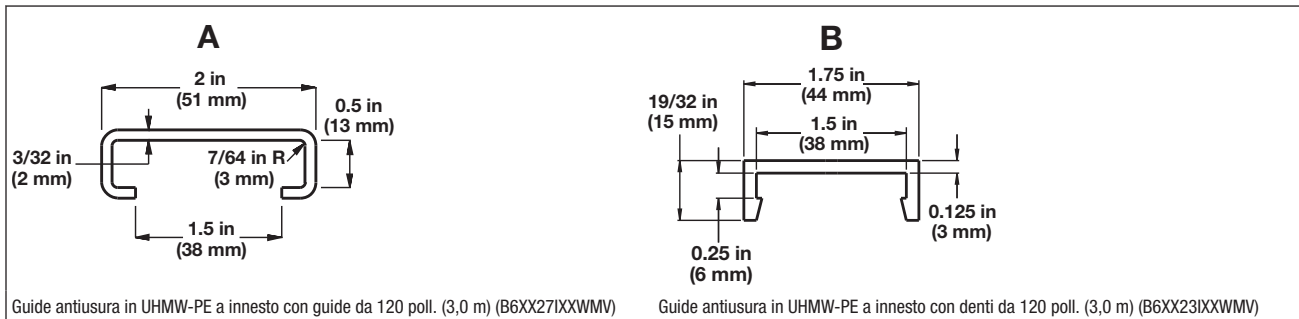 A
2 in
(51 mm)
0.5 in
(13 mm)
3/32 in
(2 mm)
7/64 in R
(3 mm)
1.5 in
(38 mm)
Guide antiusura in UHMW-PE a innesto con guide da 120 poll. (3,0 m) (B6XX27IXXWMV)
B
1.75 in
(44 mm)
19/32 in
(15 mm)
1.5 in
(38 mm)
0.125 in
(3 mm)
0.25 in
(6 mm)
Guide antiusura in UHMW-PE a innesto con denti da 120 poll. (3,0 m) (B6XX23IXXWMV)